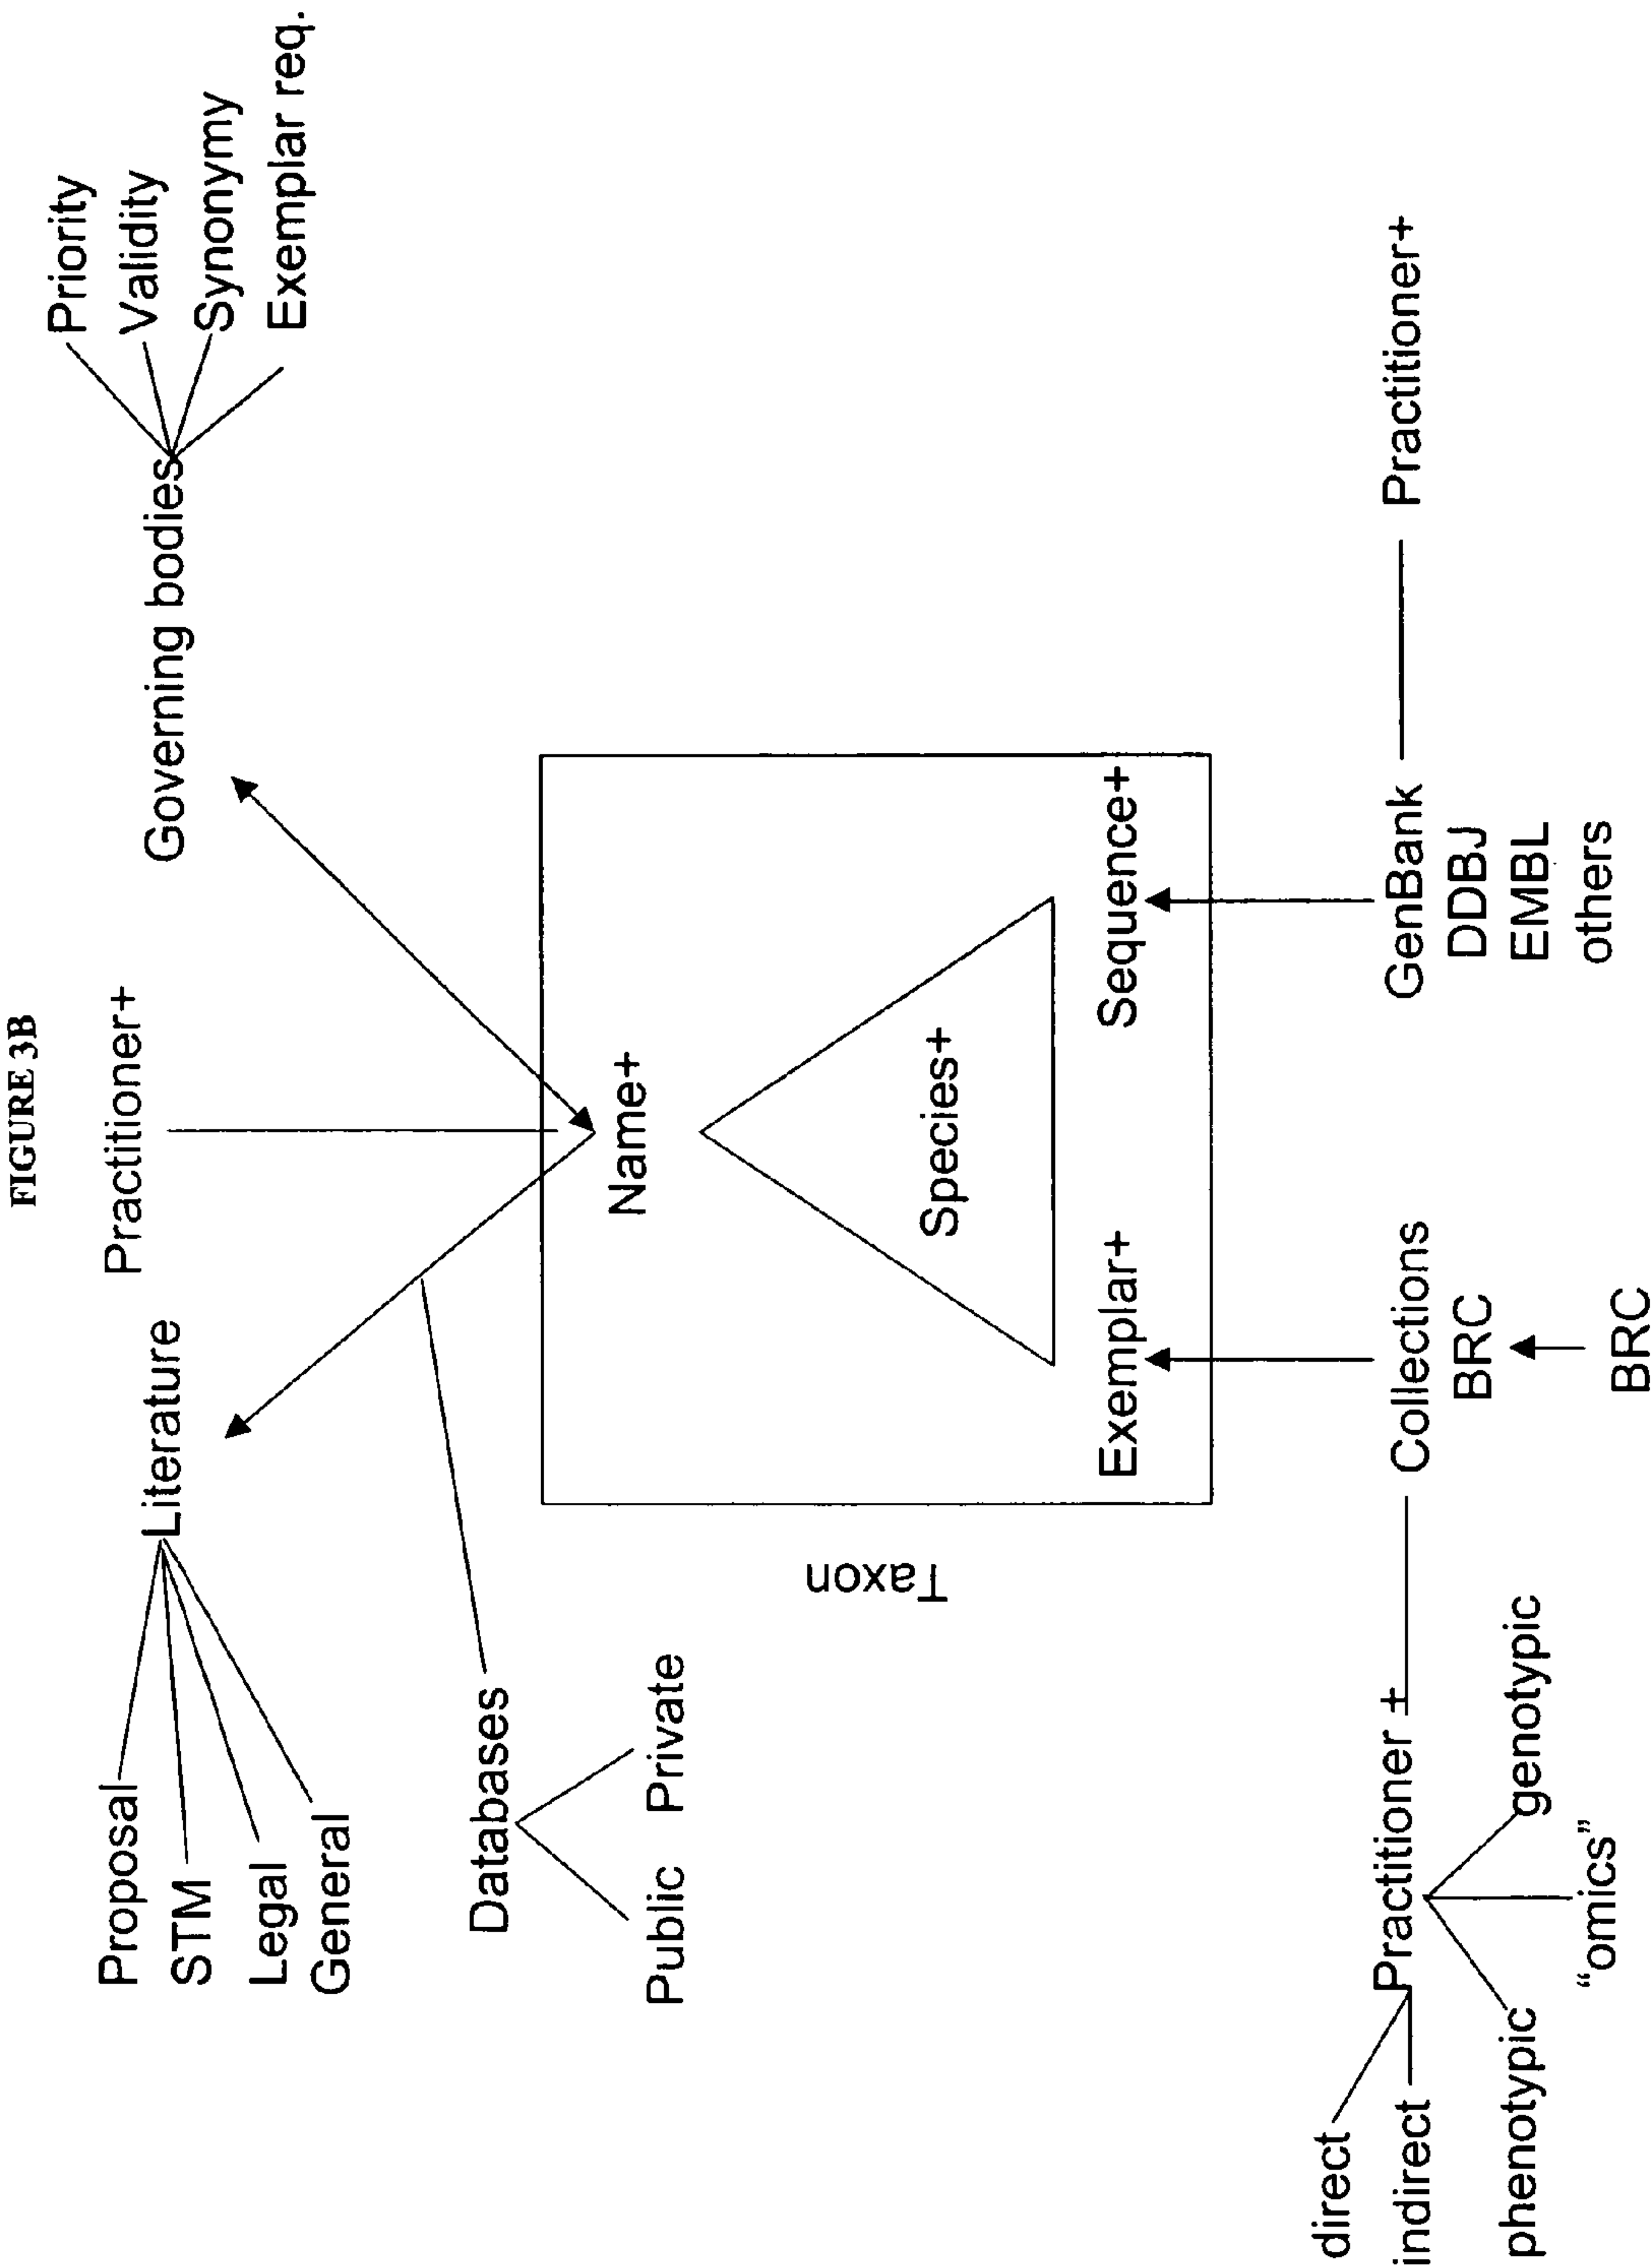 FIGURE 3B
Proposal
STM
Legal
General
Literature
Practitioner+
Governing bodies
Priority
Validity
Synonymy
Exemplar req.
Databases
Public
Private
Taxon
Name+
Species+
Exemplar+
Sequence+
direct
indirect
Practitioner ±
phenotypic
"omics"
genotypic
Collections
BRC
BRC
GenBank
DDBJ
EMBL
others
Practitioner+